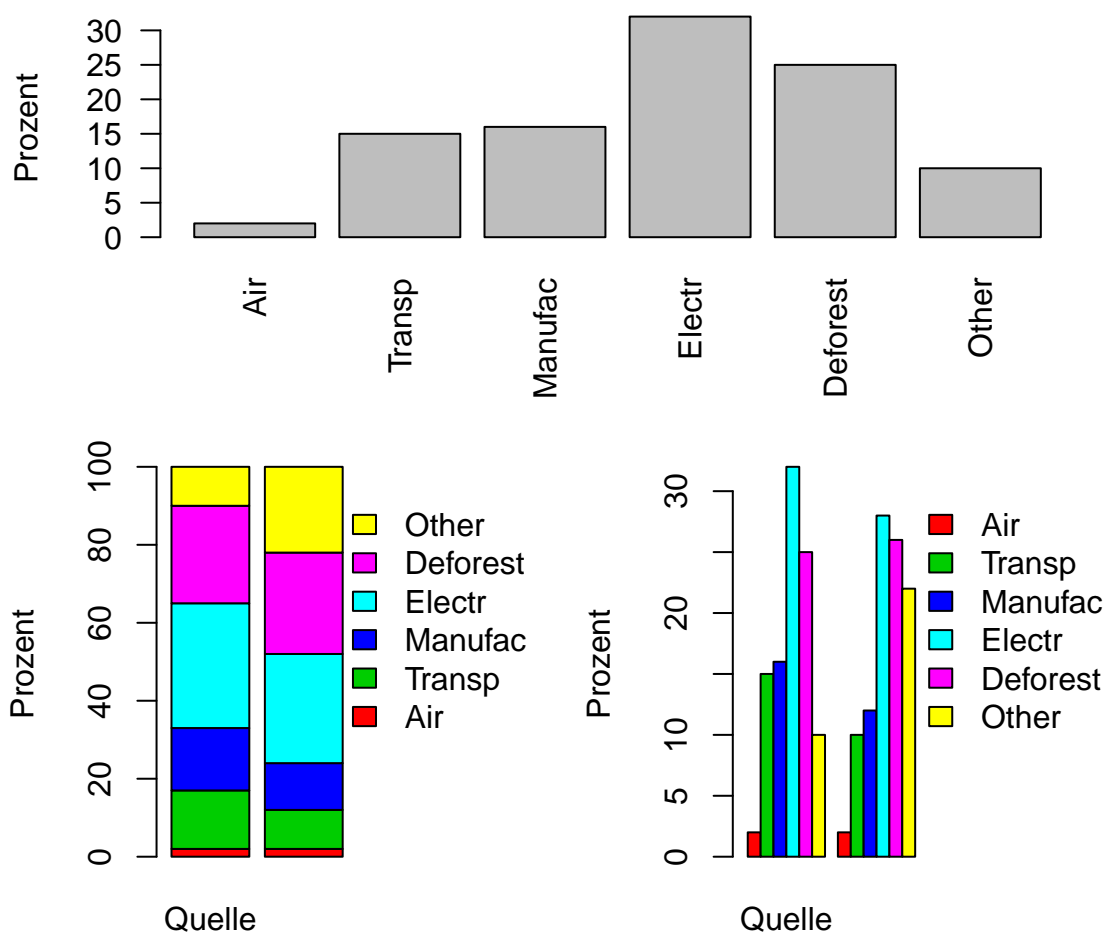 Prozent
30
25
20
15
10
5
0
Air
Transp
Manufac
Electr
Deforest
Other
Prozent
100
80
60
40
20
0
Other
Deforest
Electr
Manufac
Transp
Air
Quelle
Prozent
30
20
10
5
0
Air
Transp
Manufac
Electr
Deforest
Other
Quelle